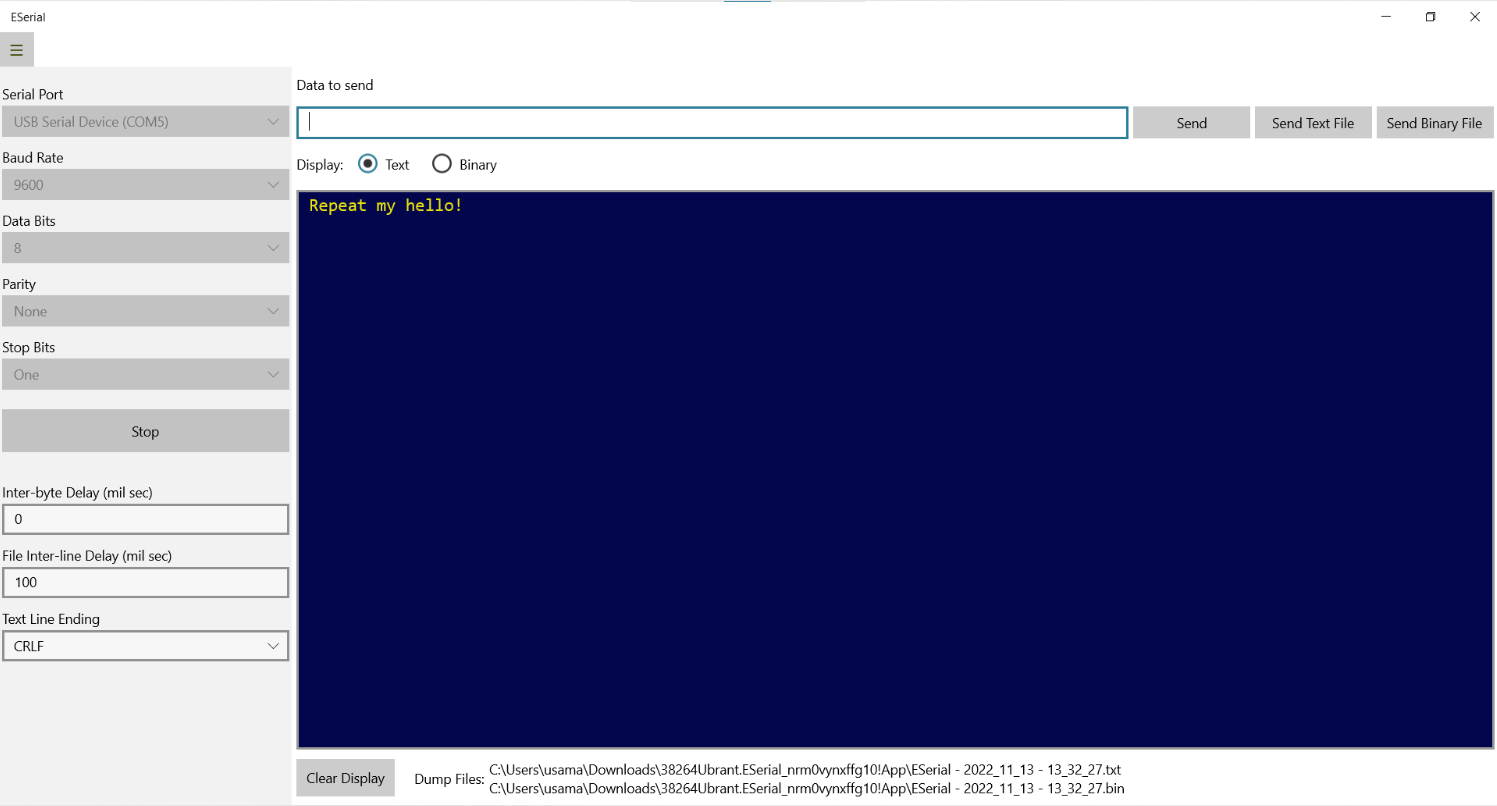 ESerial
Serial Port
USB Serial Device (COM5)
Baud Rate
9600
Data Bits
8
Parity
None
Stop Bits
One
Stop
Inter-byte Delay (mil sec)
0
File Inter-line Delay (mil sec)
100
Text Line Ending
CRLF
Data to send
Send
Send Text File
Send Binary File
Display: Text Binary
Repeat my hello!
Clear Display
Dump Files:
C:\Users\usama\Downloads\38264Ubrant.ESerial_nrm0vynxffg10!App\ESerial - 2022_11_13 - 13_32_27.txt
C:\Users\usama\Downloads\38264Ubrant.ESerial_nrm0vynxffg10!App\ESerial - 2022_11_13 - 13_32_27.bin